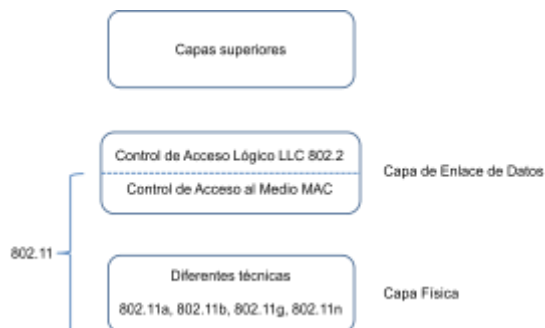 Capas superiores
Control de Acceso Lógico LLC 802.2
Control de Acceso al Medio MAC
Capa de Enlace de Datos
802.11
Diferentes técnicas
802.11a, 802.11b, 802.11g, 802.11n
Capa Física